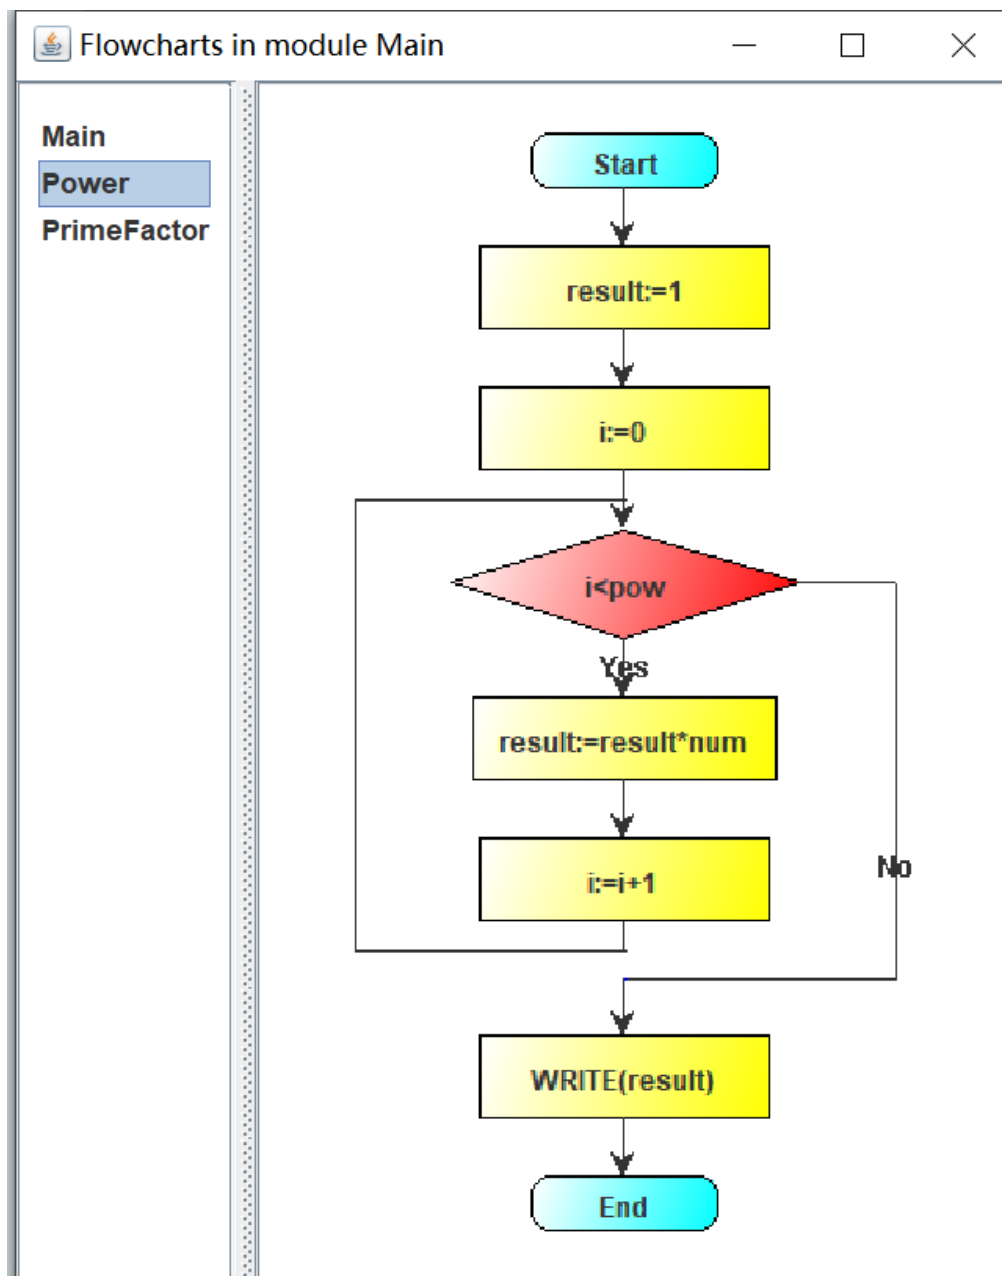 Flowcharts in module Main
Main
Power
PrimeFactor
Start
result:=1
i:=0
i<pow
Yes
result:=result*num
i:=i+1
No
WRITE(result)
End